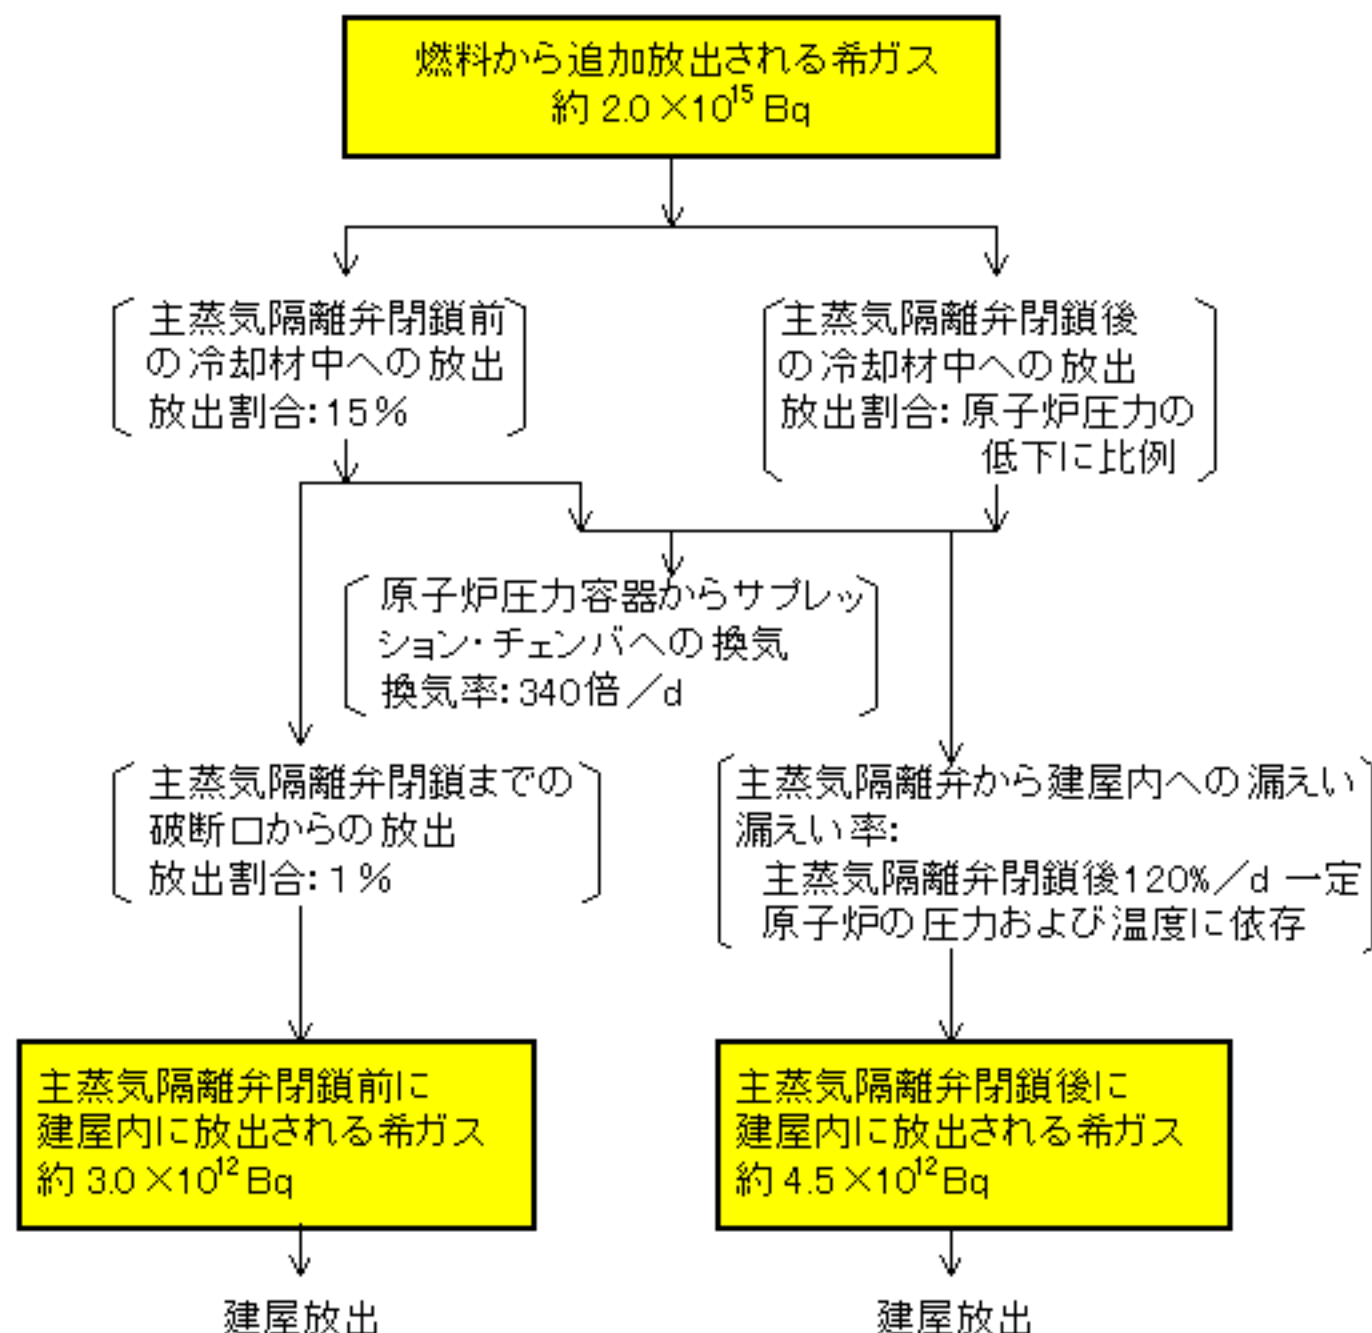 燃料から追加放出される希ガス
約 2.0×10¹⁵ Bq
主蒸気隔離弁閉鎖前
の冷却材中への放出
放出割合:15%
主蒸気隔離弁閉鎖後
の冷却材中への放出
放出割合:原子炉圧力の
低下に比例
原子炉圧力容器からサプレッ
ション・チェンバへの換気
換気率:340倍/d
主蒸気隔離弁閉鎖までの
破断口からの放出
放出割合:1%
主蒸気隔離弁から建屋内への漏えい
漏えい率:
主蒸気隔離弁閉鎖後120%/d 一定
原子炉の圧力および温度に依存
主蒸気隔離弁閉鎖前に
建屋内に放出される希ガス
約 3.0×10¹² Bq
主蒸気隔離弁閉鎖後に
建屋内に放出される希ガス
約 4.5×10¹² Bq
建屋放出
建屋放出